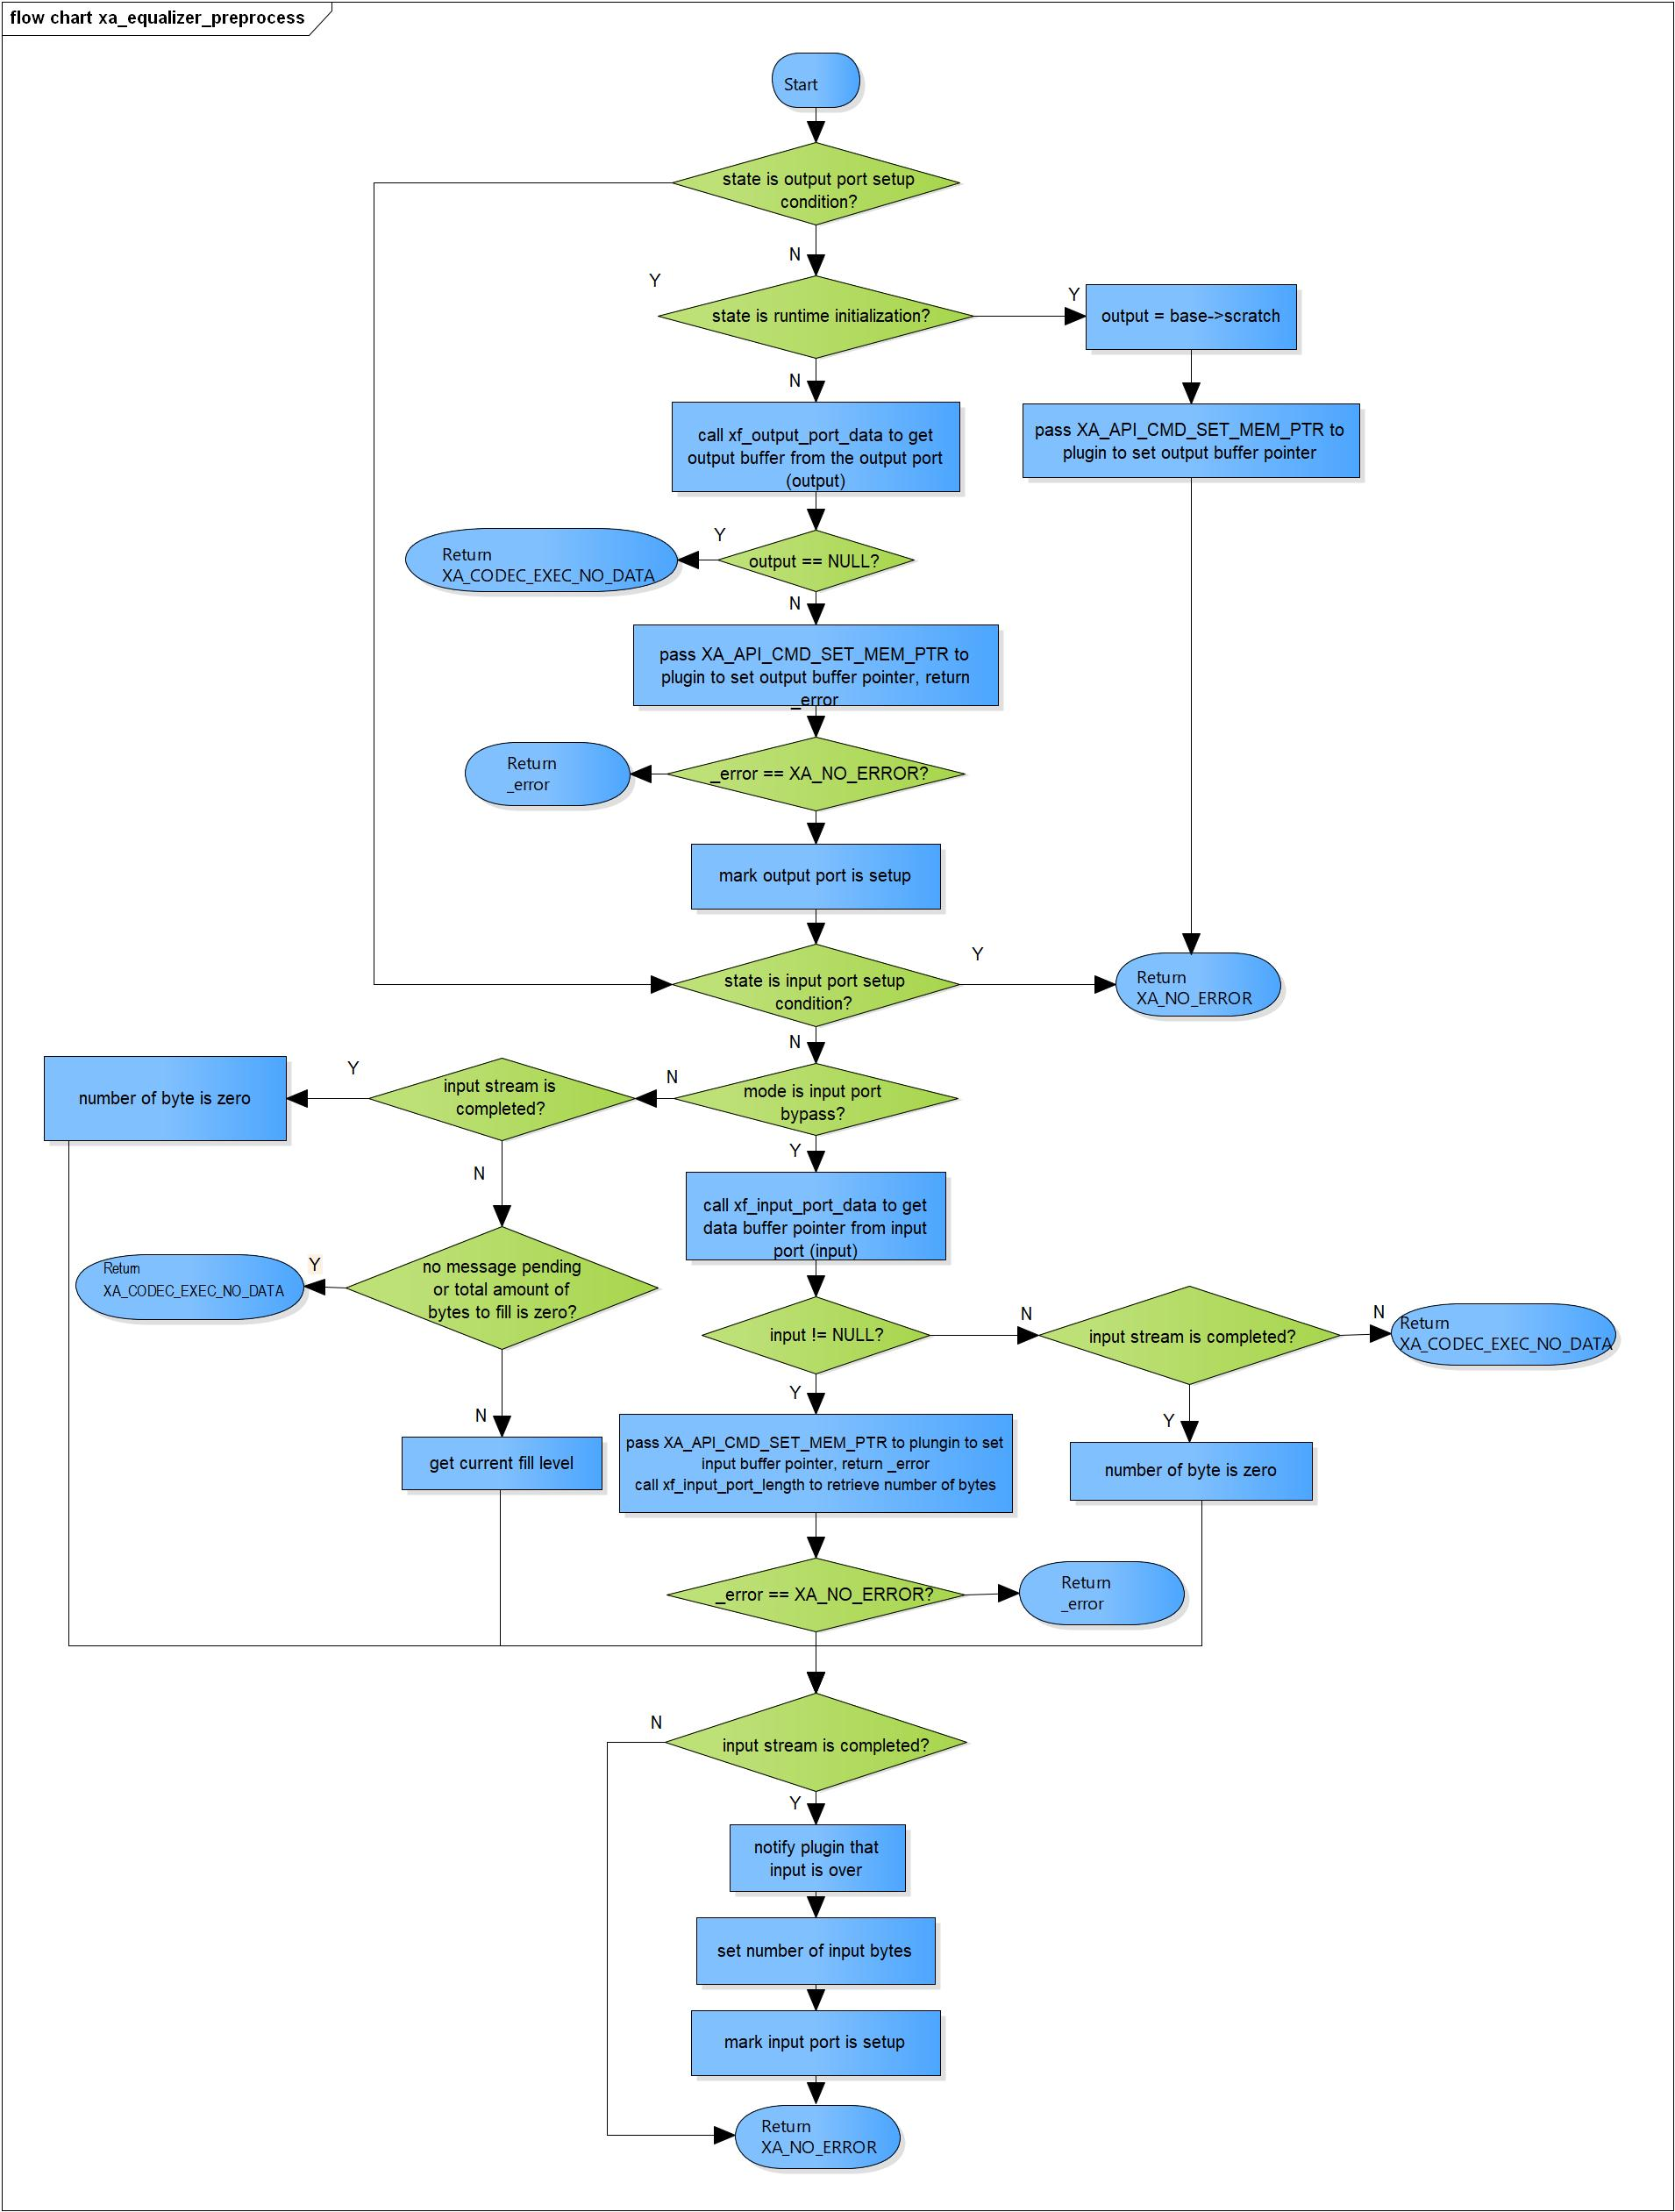 flow chart xa_equalizer_preprocess
Start
state is output port setup
condition?
N
Y
state is runtime initialization?
Y
output = base->scratch
N
call xf_output_port_data to get
output buffer from the output port
(output)
pass XA_API_CMD_SET_MEM_PTR to
plugin to set output buffer pointer
Y
output == NULL?
Return
XA_CODEC_EXEC_NO_DATA
N
pass XA_API_CMD_SET_MEM_PTR to
plugin to set output buffer pointer, return
_error
_error == XA_NO_ERROR?
Return
_error
mark output port is setup
state is input port setup
condition?
Y
Return
XA_NO_ERROR
N
mode is input port
bypass?
N
input stream is
completed?
Y
number of byte is zero
Y
N
call xf_input_port_data to get
data buffer pointer from input
port (input)
no message pending
or total amount of
bytes to fill is zero?
Y
Return
XA_CODEC_EXEC_NO_DATA
input != NULL?
N
input stream is completed?
N
Return
XA_CODEC_EXEC_NO_DATA
Y
N
Y
get current fill level
pass XA_API_CMD_SET_MEM_PTR to plungin to set
input buffer pointer, return _error
call xf_input_port_length to retrieve number of bytes
number of byte is zero
_error == XA_NO_ERROR?
Return
_error
N
input stream is completed?
Y
notify plugin that
input is over
set number of input bytes
mark input port is setup
Return
XA_NO_ERROR